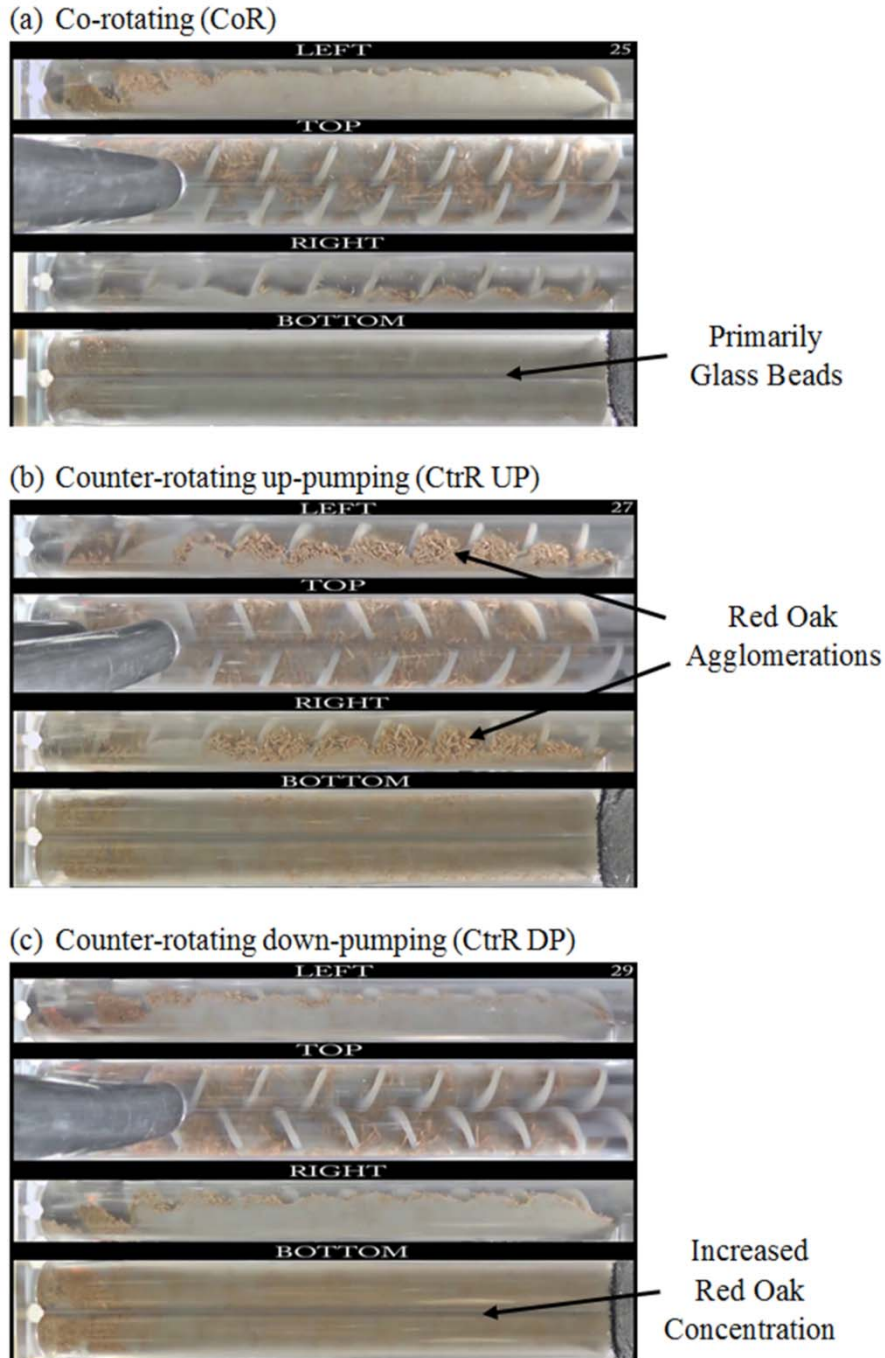 (a) Co-rotating (CoR)
LEFT 25
TOP
RIGHT
BOTTOM
Primarily
Glass Beads
(b) Counter-rotating up-pumping (CtrR UP)
LEFT 27
TOP
Red Oak
Agglomerations
RIGHT
BOTTOM
(c) Counter-rotating down-pumping (CtrR DP)
LEFT 29
TOP
RIGHT
BOTTOM
Increased
Red Oak
Concentration